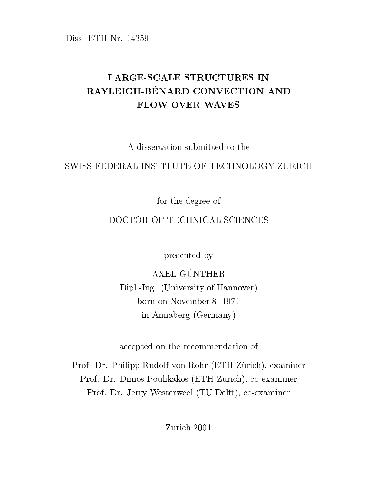 Diss. ETH Nr. 14259
LARGE-SCALE STRUCTURES IN
RAYLEIGH-BÉNARD CONVECTION AND
FLOW OVER WAVES
A dissertation submitted to the
SWISS FEDERAL INSTITUTE OF TECHNOLOGY ZURICH
for the degree of
DOCTOR OF TECHNICAL SCIENCES
presented by
AXEL GÜNTHER
Dipl.-Ing. (University of Hannover)
born on November 8,
in Annaberg (Germany)
accepted on the recommendation of
Prof. Dr. Philipp Rudolf von Rohr (ETH Zürich), examiner
Prof. Dr. Dimos Poulikakos (ETH Zürich), co-examiner
Prof. Dr. Jerry Westerweel (TU Delft), co-examiner
Zurich 2001